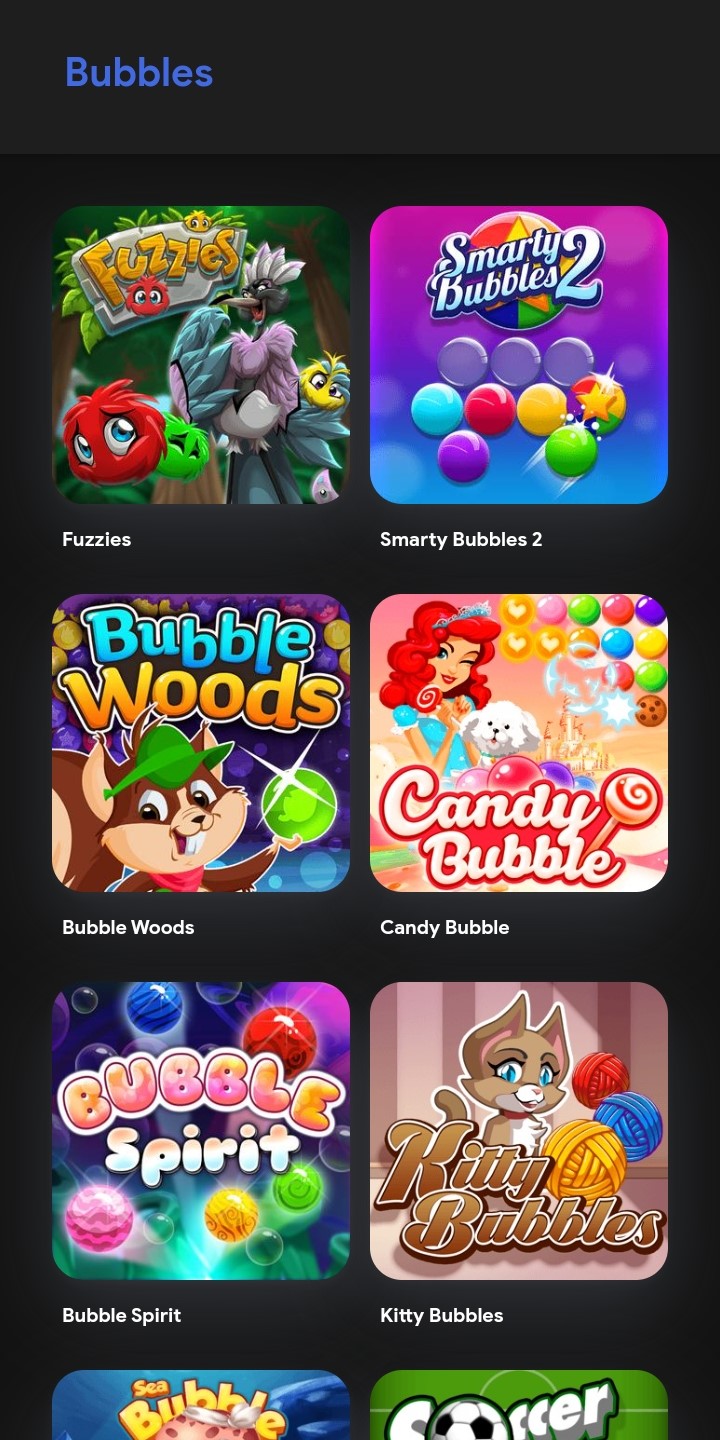 Bubbles
Fuzzies
Smarty
Bubbles 2
Fuzzies
Smarty Bubbles 2
Bubble
Woods
Candy
Bubble
Bubble Woods
Candy Bubble
BUBBLE
Spirit
Kitty
Bubbles
Bubble Spirit
Kitty Bubbles
Sea
Bubble
Soccer